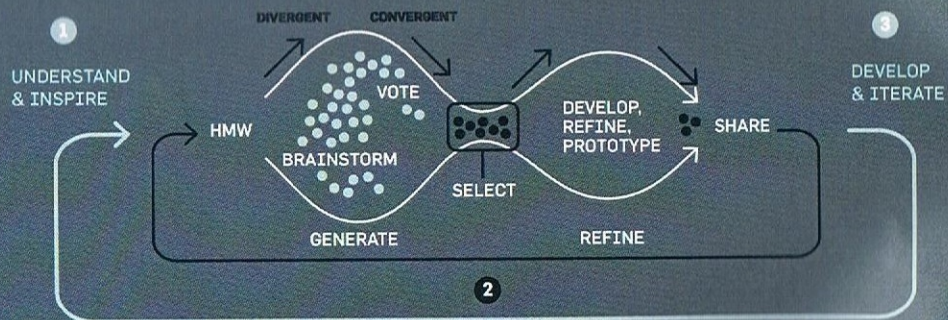 DIVERGENT CONVERGENT
1
UNDERSTAND
& INSPIRE
HMW
VOTE
BRAINSTORM
GENERATE
SELECT
DEVELOP,
REFINE,
PROTOTYPE
REFINE
SHARE
3
DEVELOP
& ITERATE
2